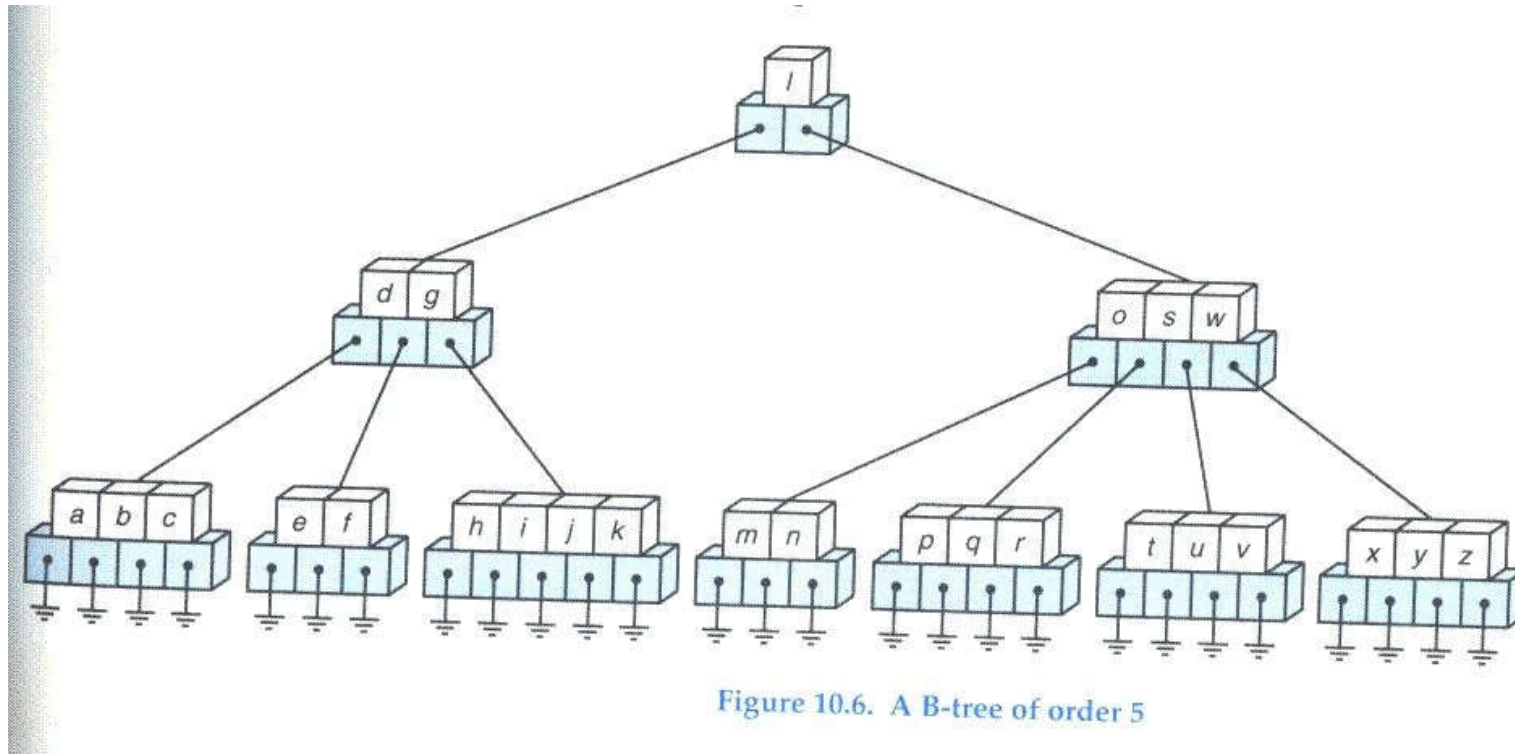 l
d g
o s w
a b c
e f
h i j k
m n
p q r
t u v
x y z
Figure 10.6. A B-tree of order 5